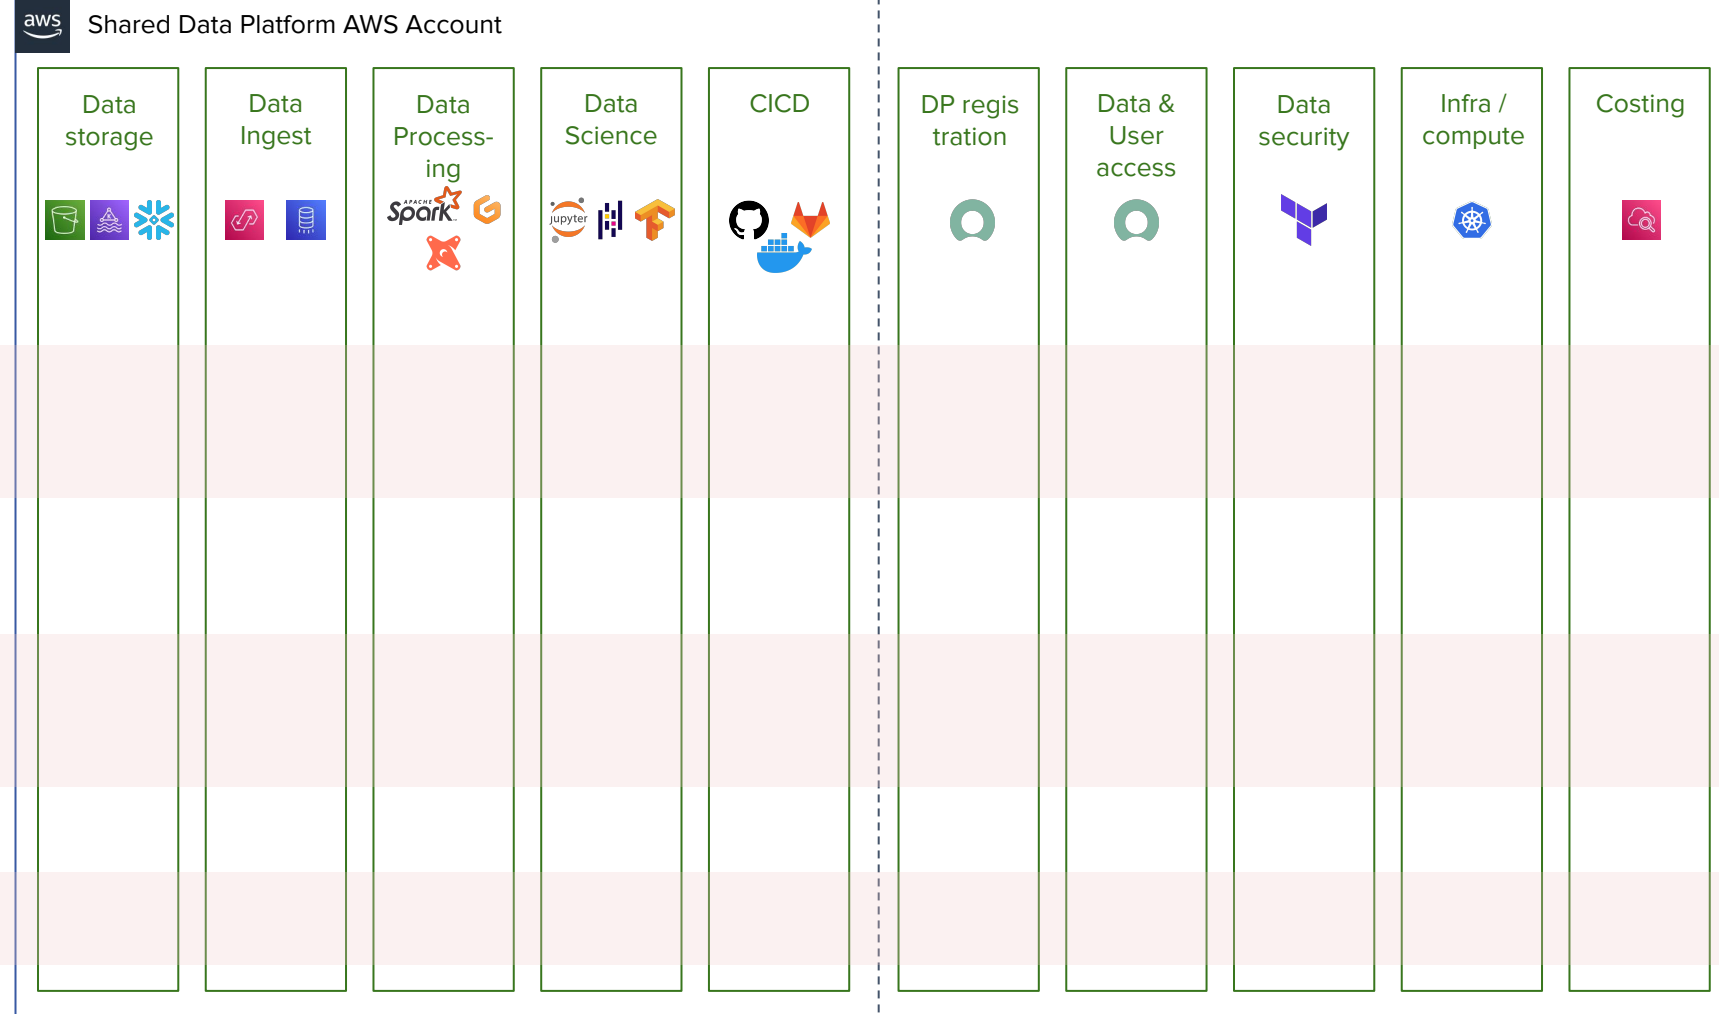 aws
Shared Data Platform AWS Account
Data
storage
Data
Ingest
Data
Process-
ing
Data
Science
CICD
DP regis
tration
Data &
User
access
Data
security
Infra /
compute
Costing
APACHE
Spark
jupyter